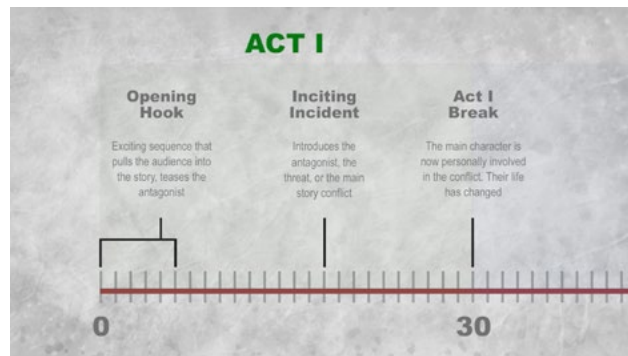 ACT I
Opening
Hook
Exciting sequence that
pulls the audience into
the story, teases the
antagonist
Inciting
Incident
Introduces the
antagonist, the
threat, or the main
story conflict
Act I
Break
The main character is
now personally involved
in the conflict. Their life
has changed
0
30